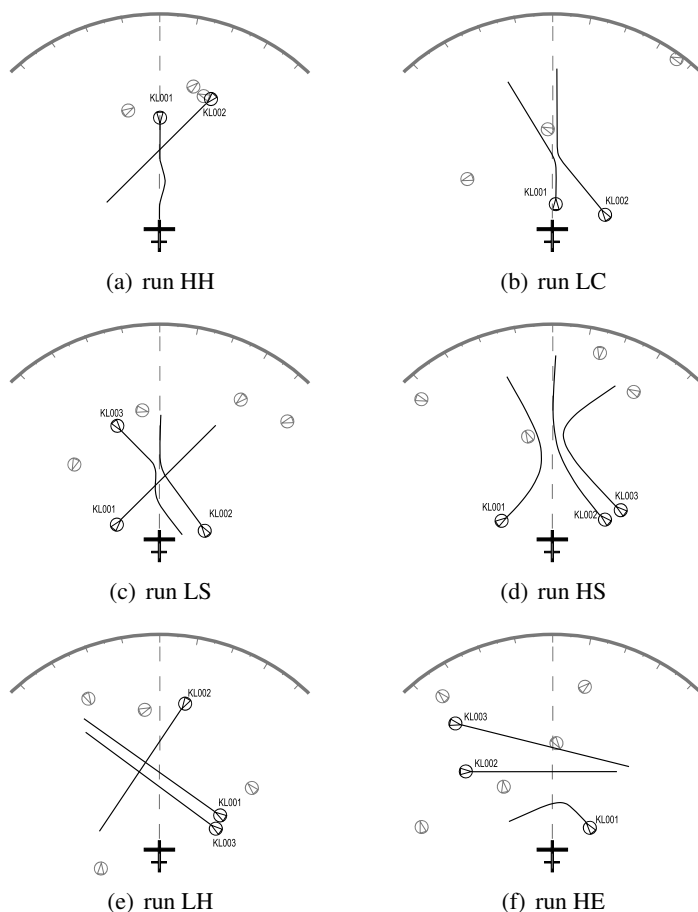 KL001
KL002
KL001
KL002
(a) run HH
(b) run LC
KL003
KL001
KL002
KL001
KL002
KL003
(c) run LS
(d) run HS
KL002
KL001
KL003
KL003
KL002
KL001
(e) run LH
(f) run HE